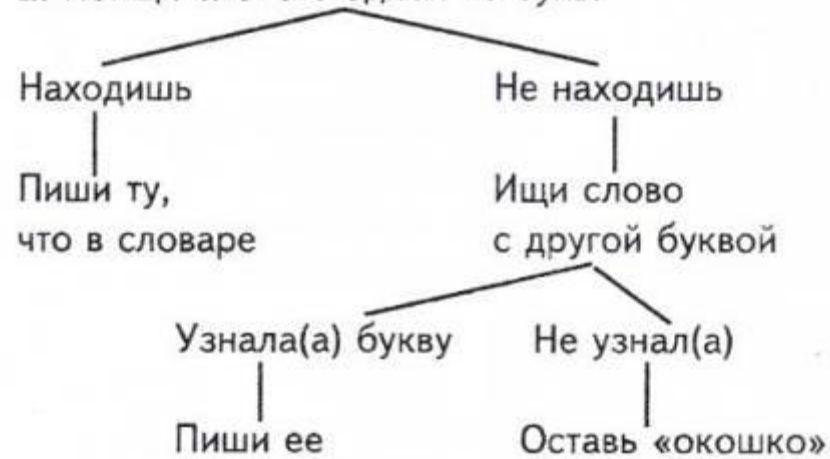 Находишь
Не находишь
Пиши ту,
что в словаре
Ищи слово
с другой буквой
Узнала(а) букву
Не узнал(а)
Пиши ее
Оставь «окошко»